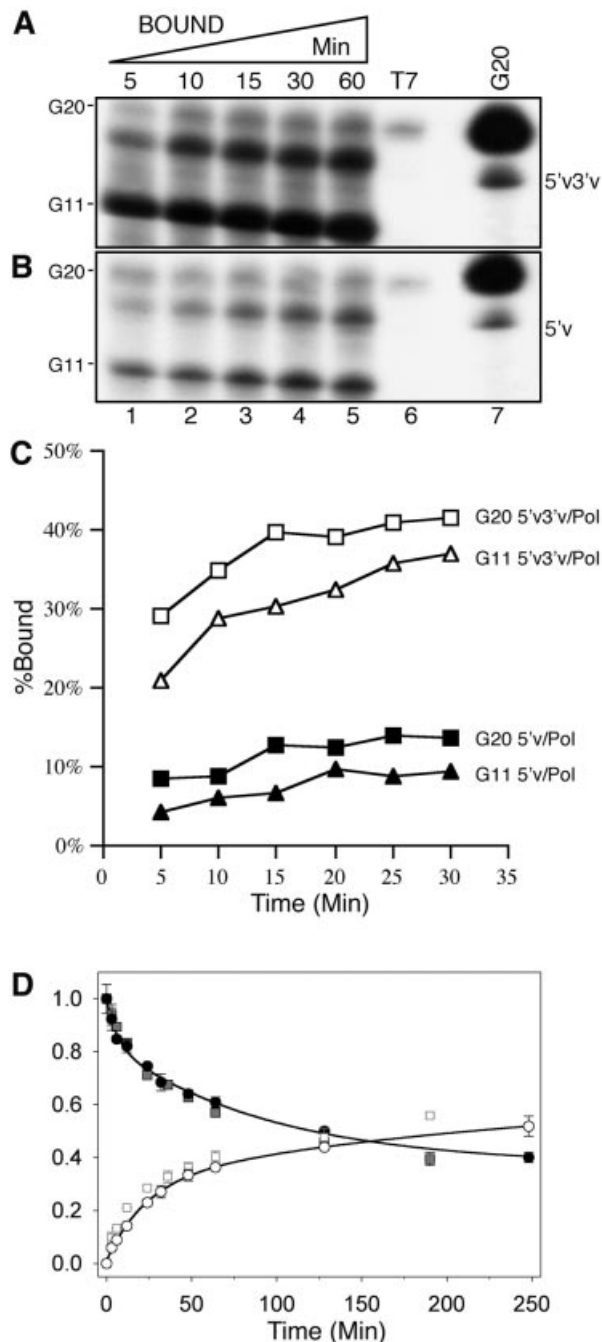 A
BOUND
Min
5 10 15 30 60 T7 G20
G20
5'v3'v
G11
B
G20
5'v
G11
1 2 3 4 5 6 7
C
50%
40%
30%
20%
10%
0%
%Bound
G20 5'v3'v/Pol
G11 5'v3'v/Pol
G20 5'v/Pol
G11 5'v/Pol
0 5 10 15 20 25 30 35
Time (Min)
D
1.0
0.8
0.6
0.4
0.2
0.0
0 50 100 150 200 250
Time (Min)